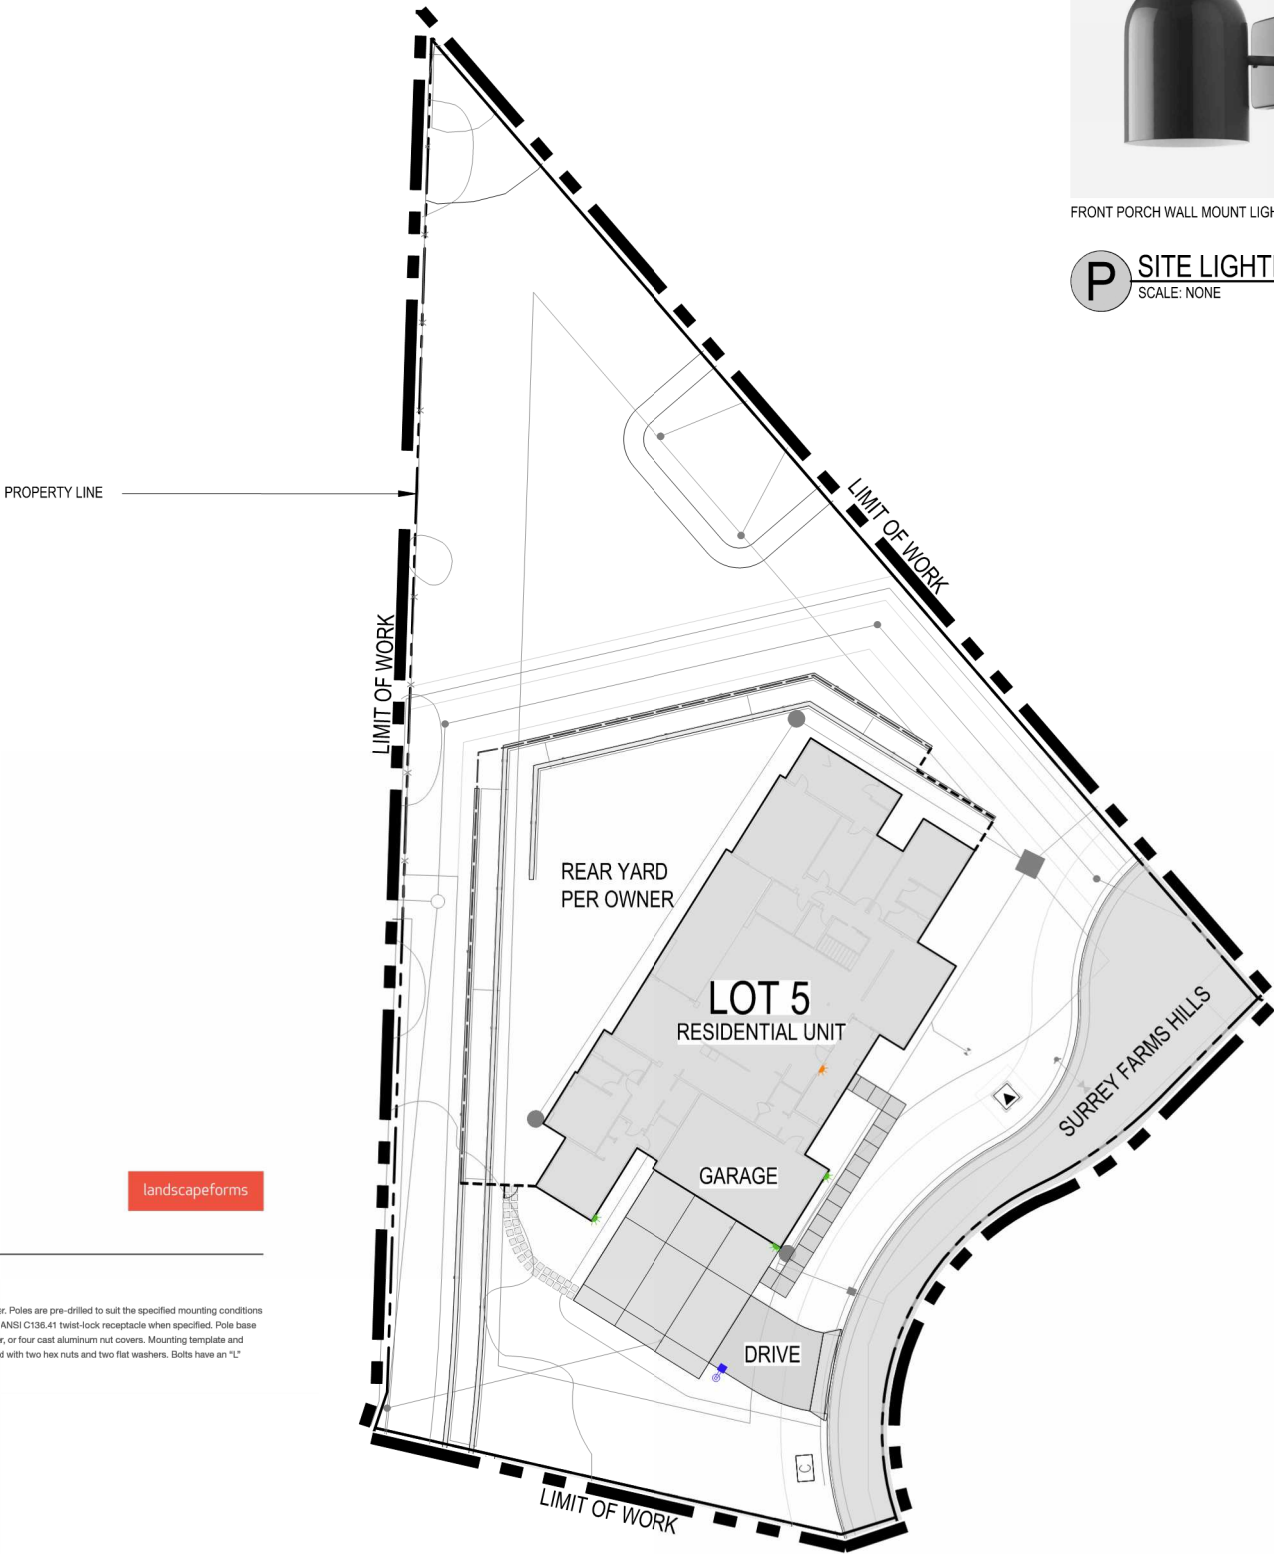 FRONT PORCH WALL MOUNT LIGH
P
SITE LIGHT
SCALE: NONE
PROPERTY LINE
LIMIT OF WORK
LIMIT OF WORK
REAR YARD
PER OWNER
LOT 5
RESIDENTIAL UNIT
SURREY FARMS HILLS
GARAGE
landscapeforms
er. Poles are pre-drilled to suit the specified mounting conditions
ANSI C136.41 twist-lock receptacle when specified. Pole base
r, or four cast aluminum nut covers. Mounting template and
d with two hex nuts and two flat washers. Bolts have an "L"
DRIVE
C
LIMIT OF WORK